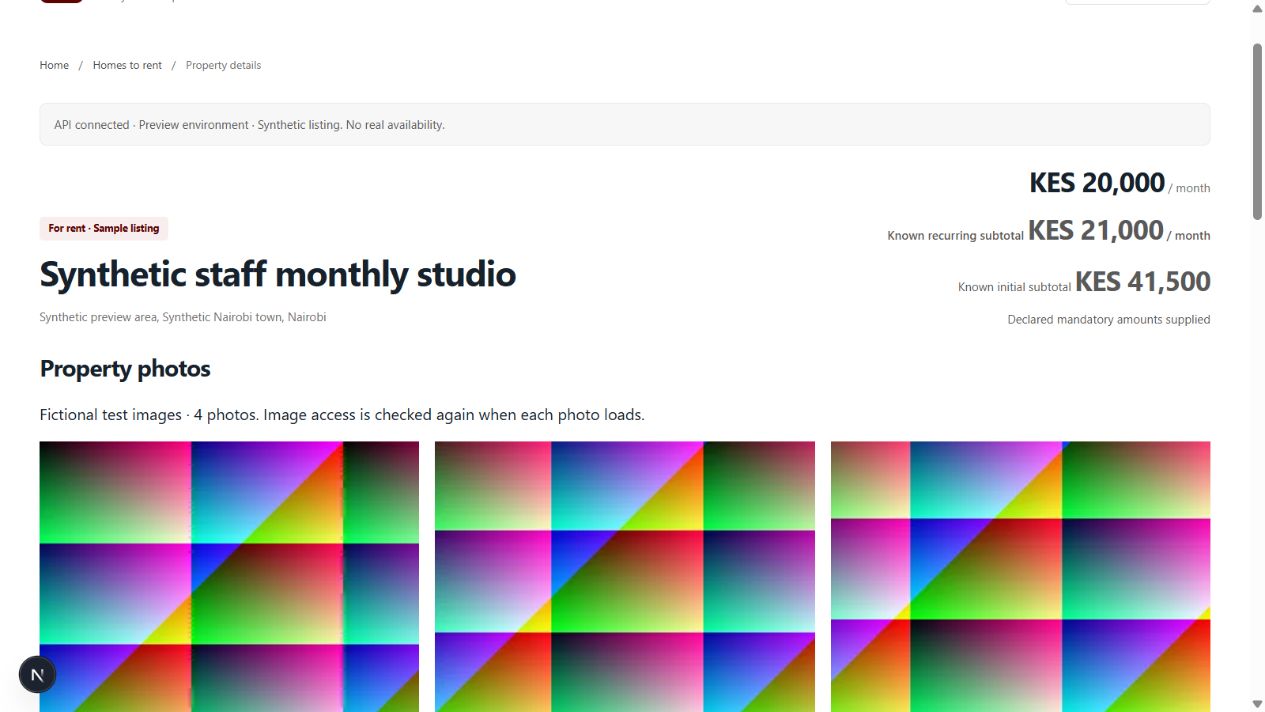 Home / Homes to rent / Property details
API connected · Preview environment · Synthetic listing. No real availability.
KES 20,000 / month
For rent · Sample listing
Known recurring subtotal KES 21,000 / month
Synthetic staff monthly studio
Known initial subtotal KES 41,500
Synthetic preview area, Synthetic Nairobi town, Nairobi
Declared mandatory amounts supplied
Property photos
Fictional test images · 4 photos. Image access is checked again when each photo loads.
N